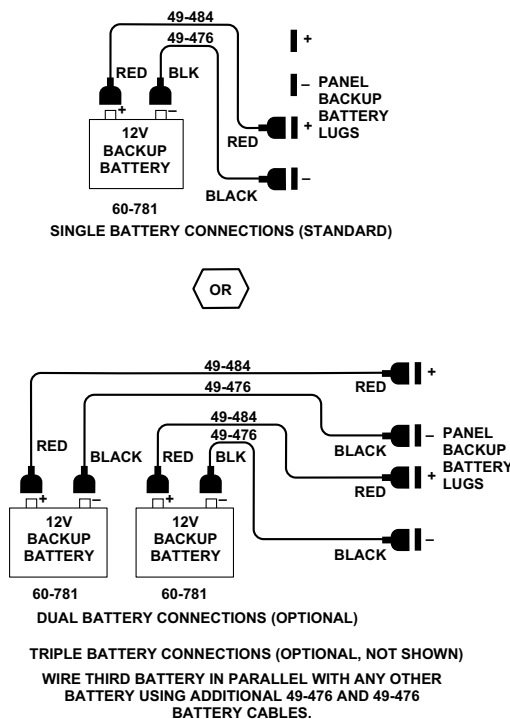 49-484
+
49-476
RED BLK
– PANEL
BACKUP
BATTERY
LUGS
+ –
+
RED
12V
BACKUP
BATTERY
–
BLACK
60-781
SINGLE BATTERY CONNECTIONS (STANDARD)
OR
49-484
+
RED
49-476
49-484
RED BLACK RED BLK
49-476
– PANEL
BACKUP
BATTERY
LUGS
BLACK
+
RED
+ – + –
12V
BACKUP
BATTERY
12V
BACKUP
BATTERY
–
BLACK
60-781 60-781
DUAL BATTERY CONNECTIONS (OPTIONAL)
TRIPLE BATTERY CONNECTIONS (OPTIONAL, NOT SHOWN)
WIRE THIRD BATTERY IN PARALLEL WITH ANY OTHER
BATTERY USING ADDITIONAL 49-476 AND 49-476
BATTERY CABLES.